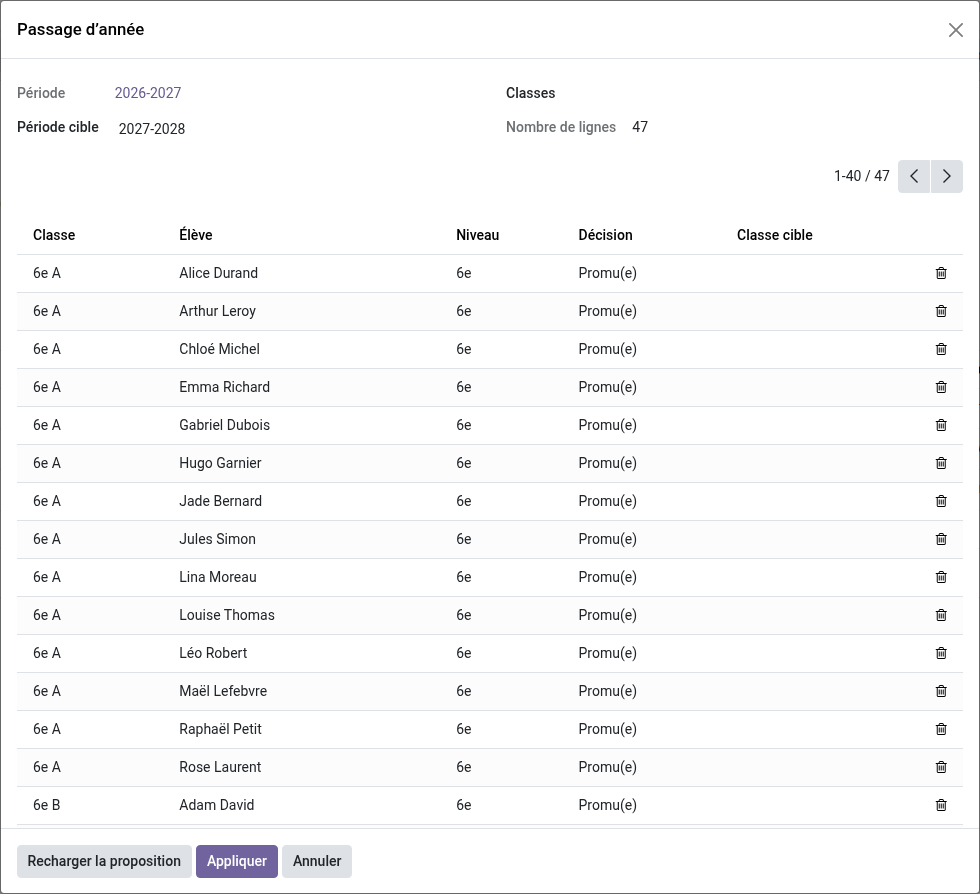 Passage d’année
Période 2026-2027 Classes
Période cible 2027-2028 Nombre de lignes 47
1-40 / 47
Classe Élève Niveau Décision Classe cible
6e A Alice Durand 6e Promu(e)
6e A Arthur Leroy 6e Promu(e)
6e A Chloé Michel 6e Promu(e)
6e A Emma Richard 6e Promu(e)
6e A Gabriel Dubois 6e Promu(e)
6e A Hugo Garnier 6e Promu(e)
6e A Jade Bernard 6e Promu(e)
6e A Jules Simon 6e Promu(e)
6e A Lina Moreau 6e Promu(e)
6e A Louise Thomas 6e Promu(e)
6e A Léo Robert 6e Promu(e)
6e A Maël Lefebvre 6e Promu(e)
6e A Raphaël Petit 6e Promu(e)
6e A Rose Laurent 6e Promu(e)
6e B Adam David 6e Promu(e)
Recharger la proposition Appliquer Annuler